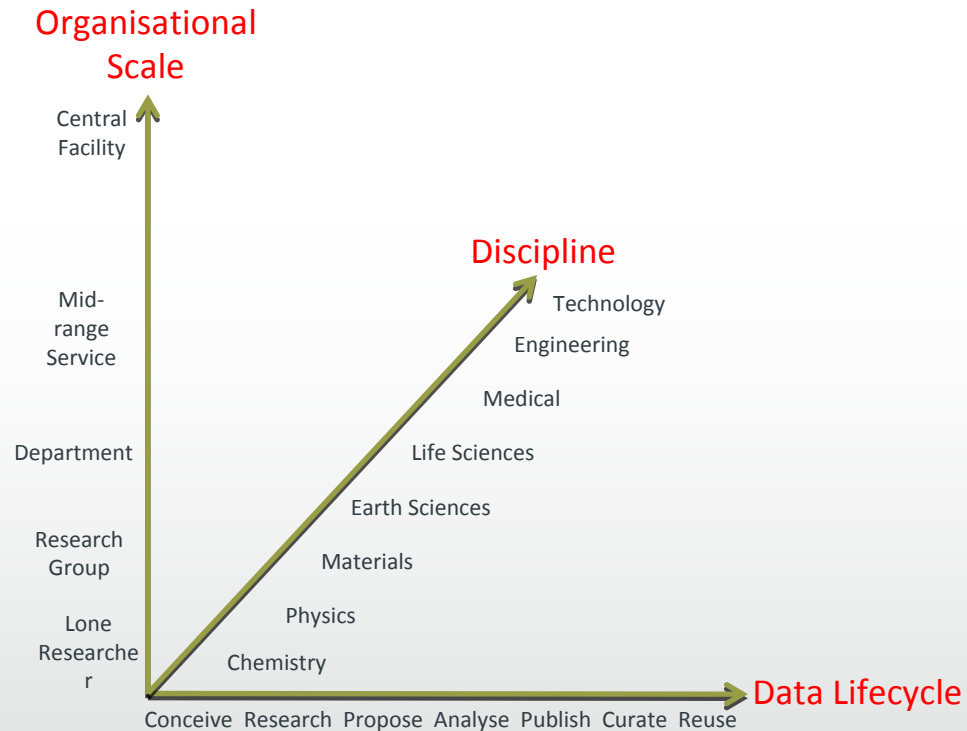 Organisational
Scale
Central
Facility
Discipline
Mid-
range
Service
Technology
Engineering
Medical
Department
Life Sciences
Earth Sciences
Research
Group
Materials
Physics
Lone
Researche
r
Chemistry
Data Lifecycle
Conceive Research Propose Analyse Publish Curate Reuse